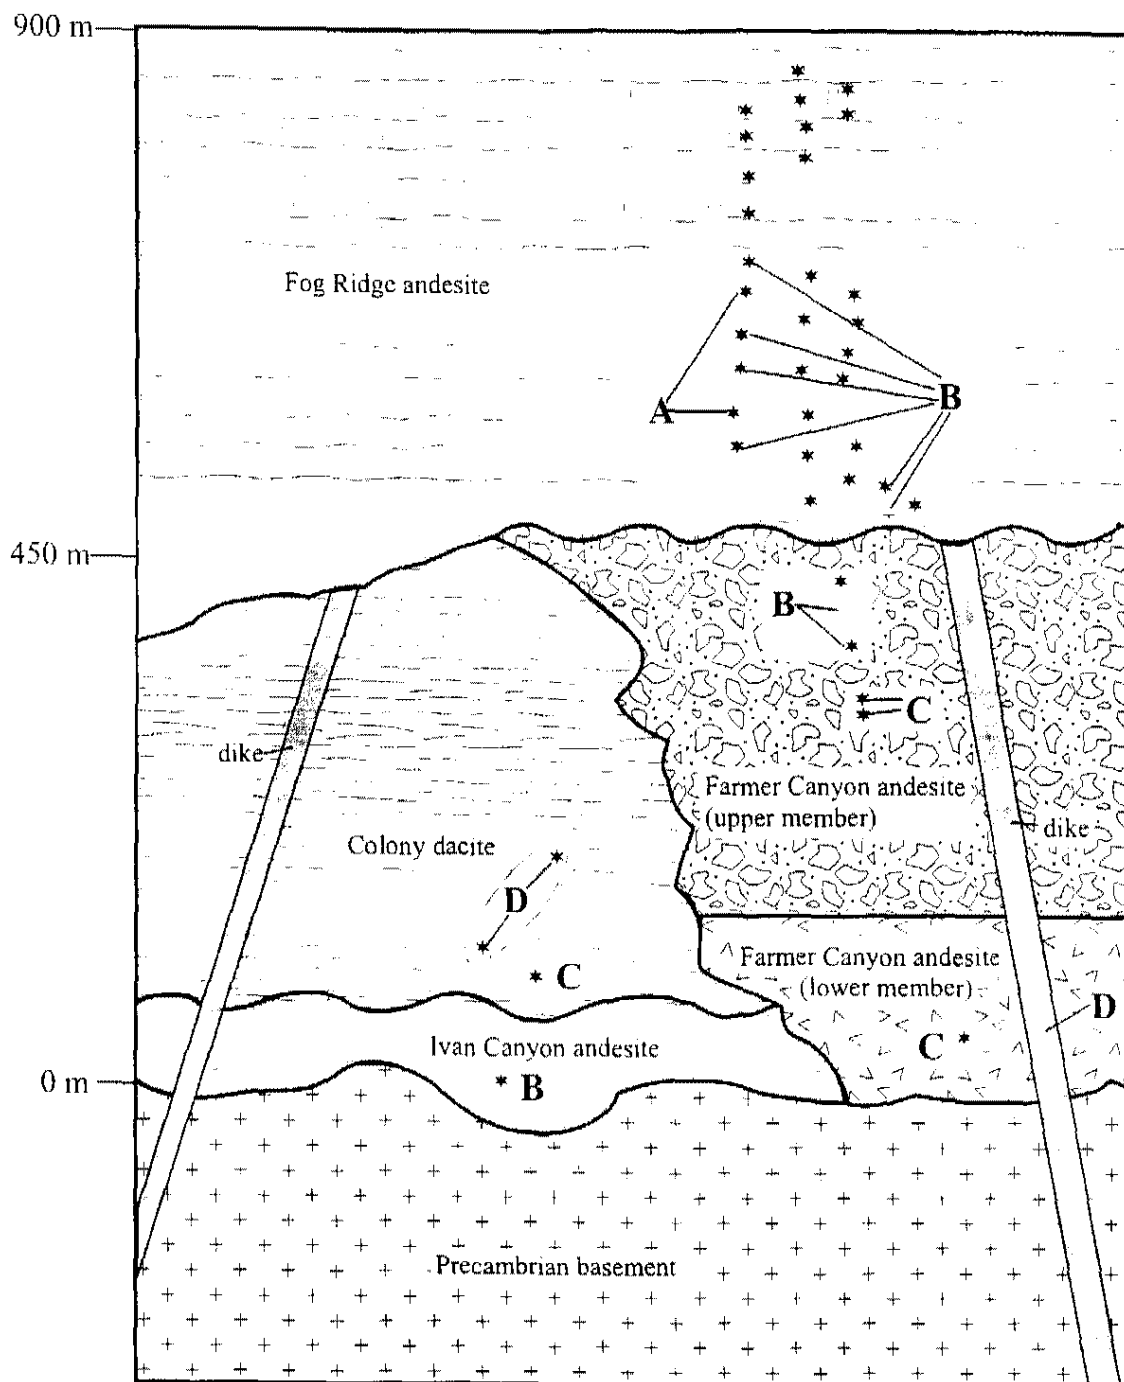 900 m
Fog Ridge andesite
A
B
450 m
B
C
dike
Farmer Canyon andesite
(upper member)
dike
Colony dacite
D
Farmer Canyon andesite
(lower member)
C
D
Ivan Canyon andesite
C
0 m
B
Precambrian basement